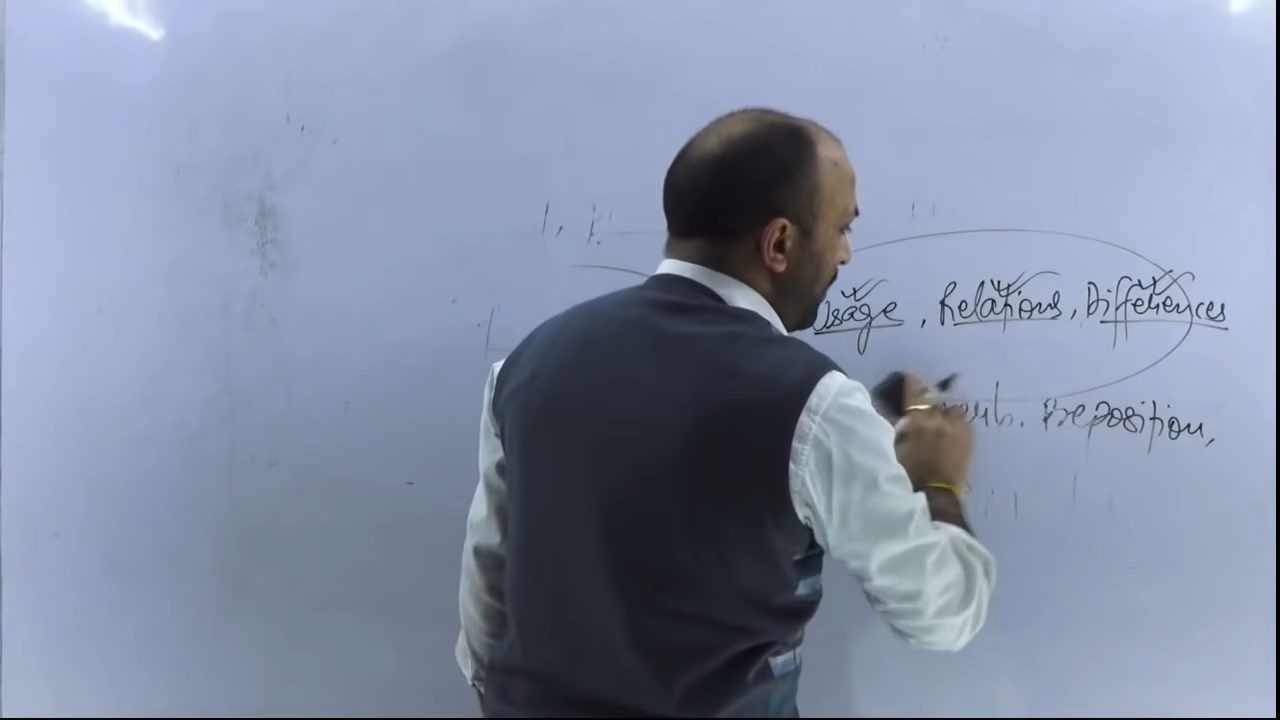 Usage, Relations, Differences
Preposition,